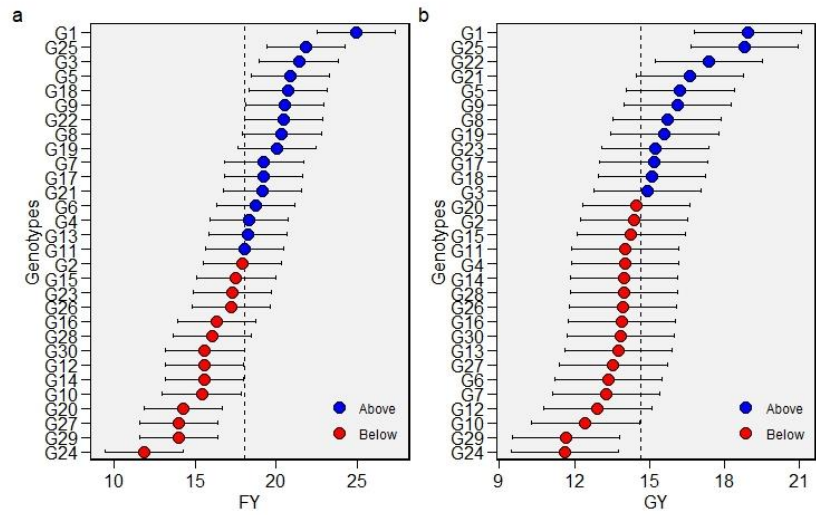 a
Genotypes
G1
G25
G3
G5
G18
G9
G22
G8
G19
G7
G17
G21
G6
G4
G13
G11
G2
G15
G23
G26
G16
G28
G30
G12
G14
G10
G20
G27
G29
G24
Above
Below
10 15 20 25
FY
b
Genotypes
G1
G25
G22
G21
G5
G9
G8
G19
G23
G17
G18
G3
G20
G2
G15
G11
G4
G14
G28
G26
G16
G30
G13
G27
G6
G7
G12
G10
G29
G24
Above
Below
9 12 15 18 21
GY